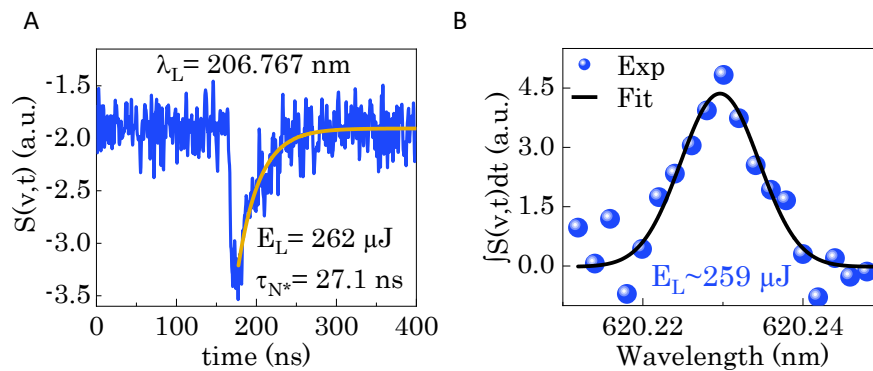 A
λL= 206.767 nm
S(ν,t) (a.u.)
-1.5
-2.0
-2.5
-3.0
-3.5
EL= 262 μJ
τN*= 27.1 ns
0 100 200 300 400
time (ns)
B
Exp
Fit
∫S(ν,t)dt (a.u.)
4.5
3.0
1.5
0.0
EL~259 μJ
620.22 620.24
Wavelength (nm)